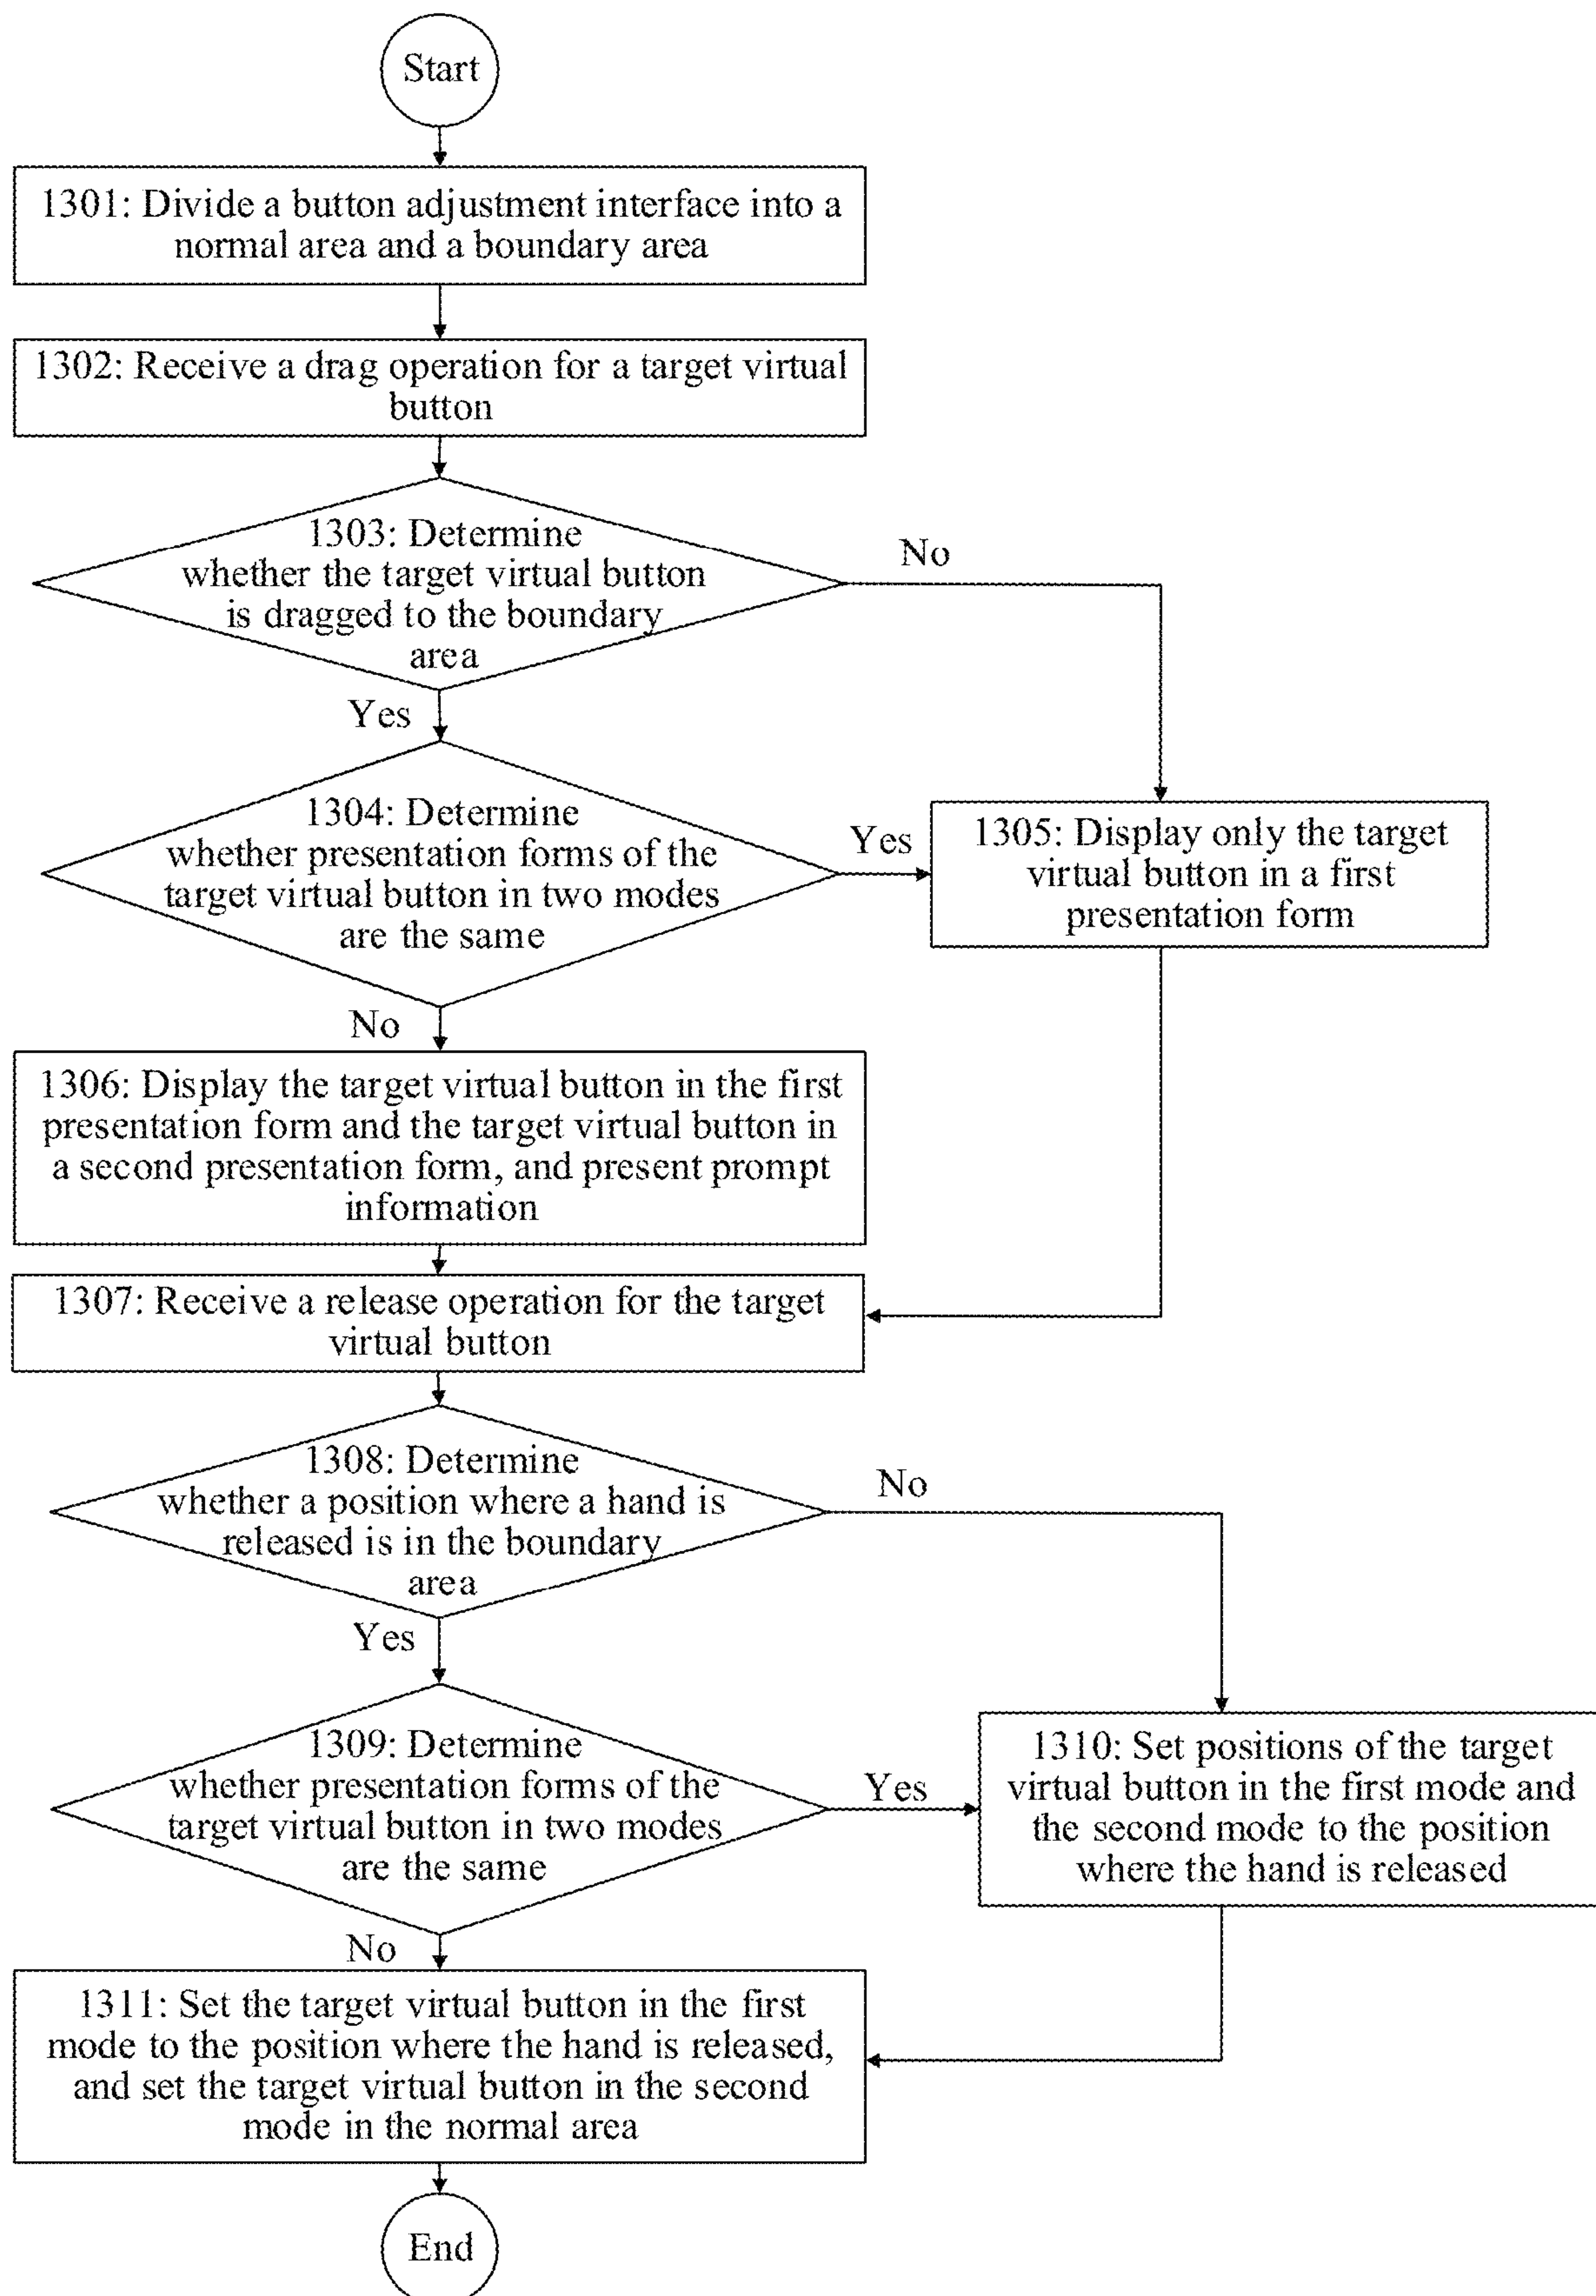 Start
1301: Divide a button adjustment interface into a
normal area and a boundary area
1302: Receive a drag operation for a target virtual
button
1303: Determine
whether the target virtual button
is dragged to the boundary
area
No
Yes
1304: Determine
whether presentation forms of the
target virtual button in two modes
are the same
Yes
1305: Display only the target
virtual button in a first
presentation form
No
1306: Display the target virtual button in the first
presentation form and the target virtual button in
a second presentation form, and present prompt
information
1307: Receive a release operation for the target
virtual button
1308: Determine
whether a position where a hand is
released is in the boundary
area
No
Yes
1309: Determine
whether presentation forms of the
target virtual button in two modes
are the same
Yes
1310: Set positions of the target
virtual button in the first mode and
the second mode to the position
where the hand is released
No
1311: Set the target virtual button in the first
mode to the position where the hand is released,
and set the target virtual button in the second
mode in the normal area
End